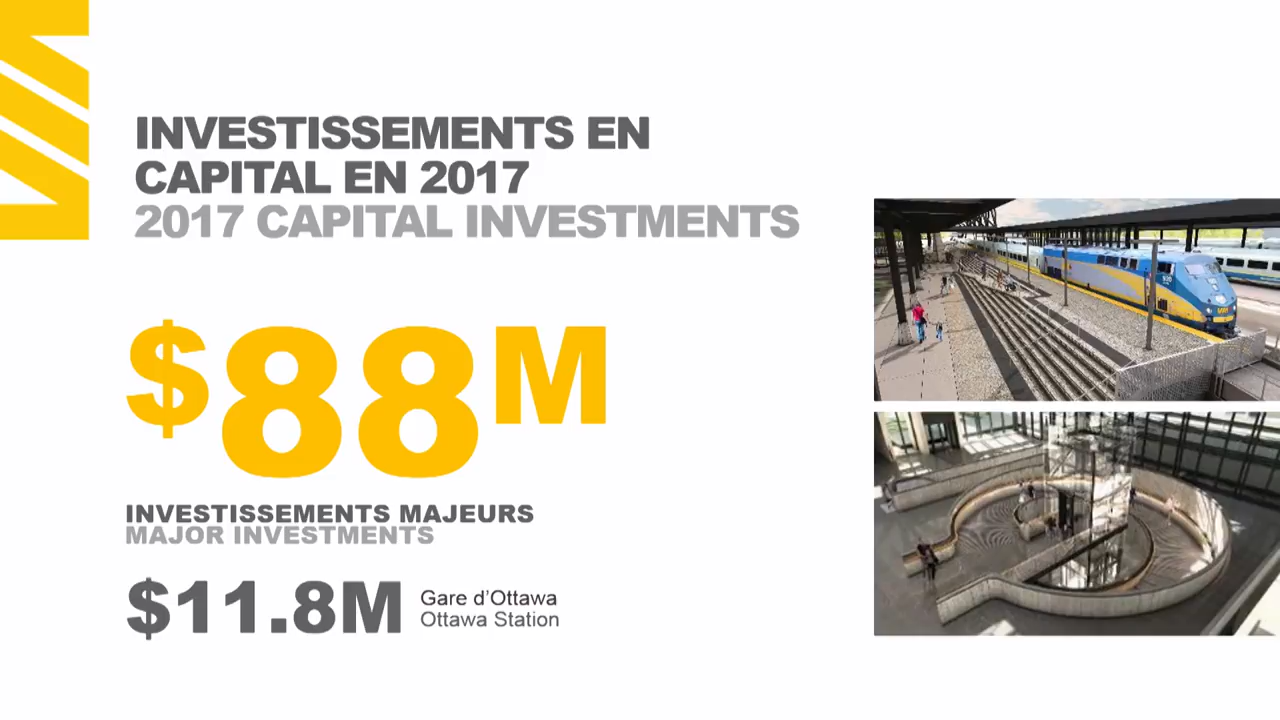 INVESTISSEMENTS EN
CAPITAL EN 2017
2017 CAPITAL INVESTMENTS
$88M
INVESTISSEMENTS MAJEURS
MAJOR INVESTMENTS
$11.8M
Gare d’Ottawa
Ottawa Station